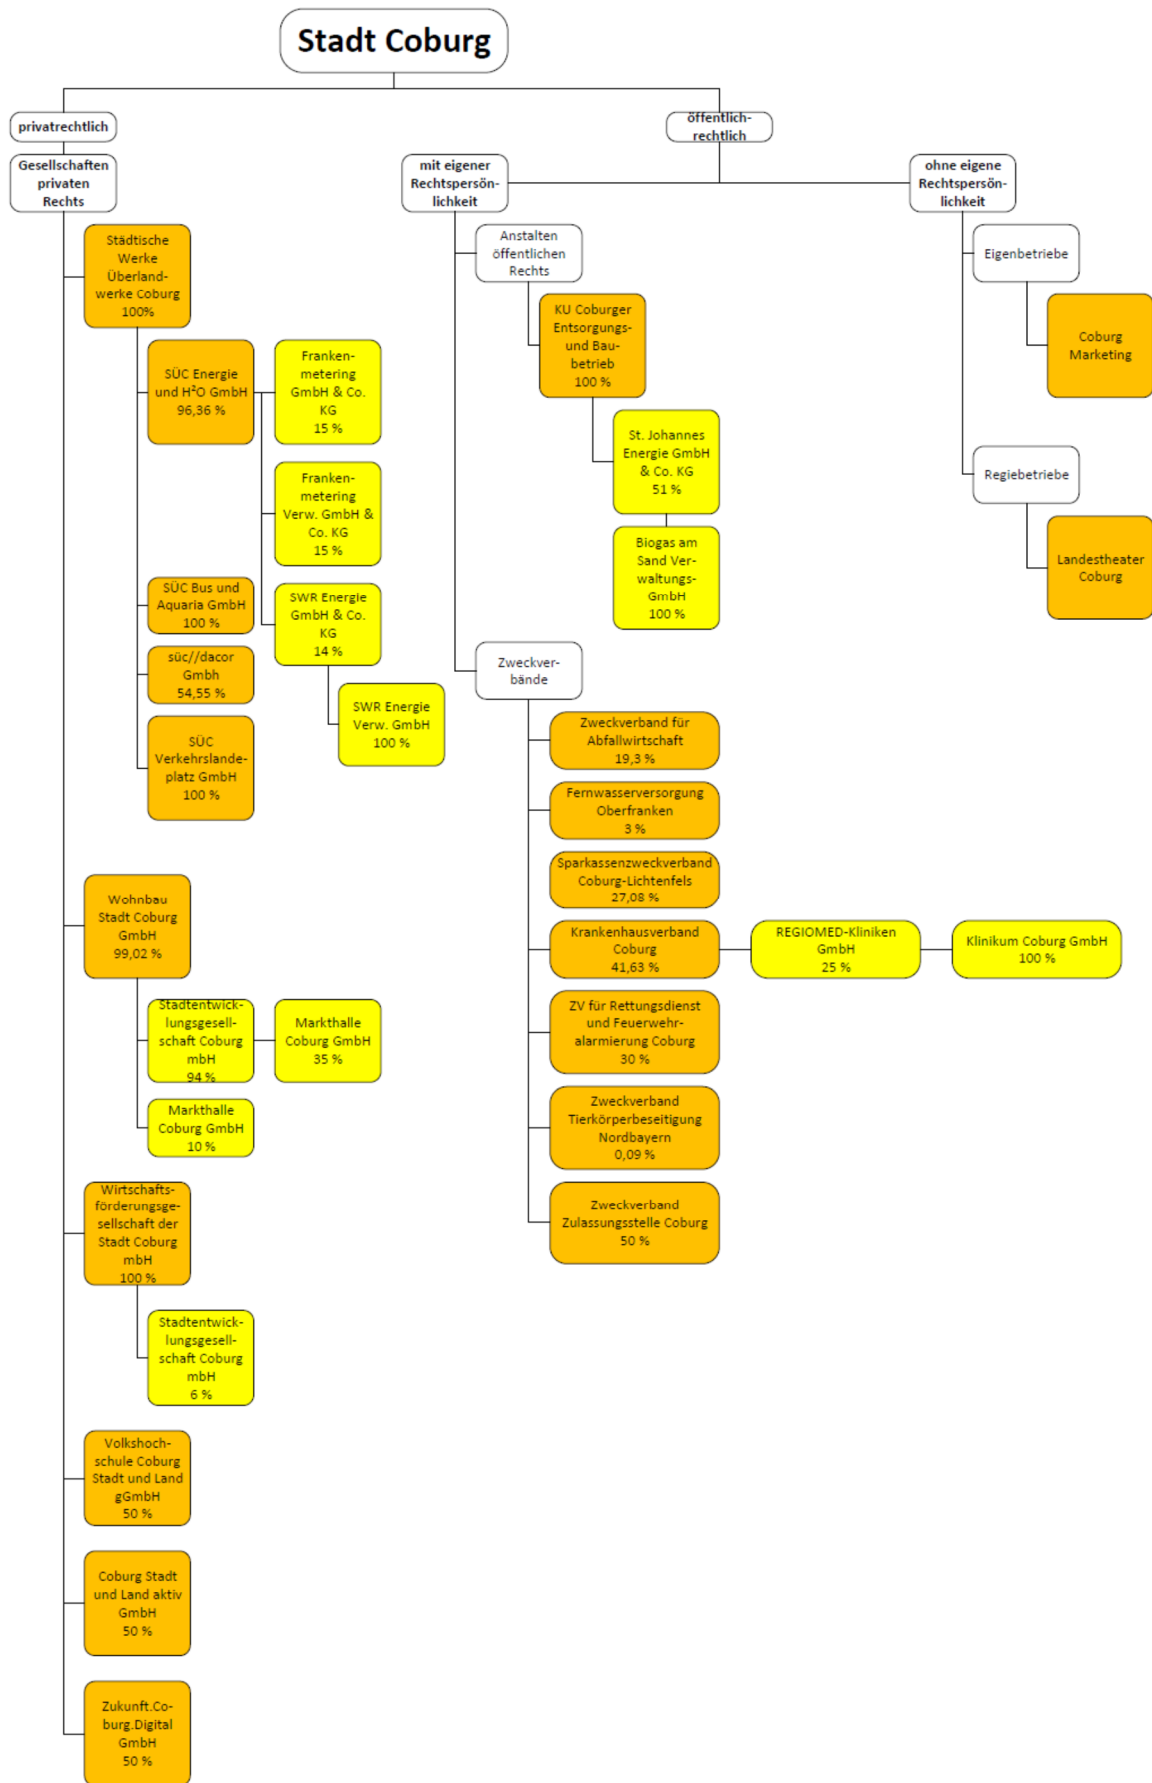 Stadt Coburg
privatrechtlich
öffentlich-
rechtlich
Gesellschaften
privaten
Rechts
mit eigener
Rechtspersön-
lichkeit
ohne eigene
Rechtspersön-
lichkeit
Städtische
Werke
Überland-
werke Coburg
100%
SÜC Energie
und H²O GmbH
96,36 %
Franken-
metering
GmbH & Co.
KG
15 %
Franken-
metering
Verw. GmbH &
Co. KG
15 %
SWR Energie
GmbH & Co.
KG
14 %
SWR Energie
Verw. GmbH
100 %
SÜC Bus und
Aquaria GmbH
100 %
süc//dacor
Gmbh
54,55 %
SÜC
Verkehrslande-
platz GmbH
100 %
Wohnbau
Stadt Coburg
GmbH
99,02 %
Stadtentwick-
lungsgesell-
schaft Coburg
mbH
94 %
Markthalle
Coburg GmbH
35 %
Markthalle
Coburg GmbH
10 %
Wirtschafts-
förderungsge-
sellschaft der
Stadt Coburg
mbH
100 %
Stadtentwick-
lungsgesell-
schaft Coburg
mbH
6 %
Volkshoch-
schule Coburg
Stadt und Land
gGmbH
50 %
Coburg Stadt
und Land aktiv
GmbH
50 %
Zukunft.Co-
burg.Digital
GmbH
50 %
Anstalten
öffentlichen
Rechts
KU Coburger
Entsorgungs-
und Bau-
betrieb
100 %
St. Johannes
Energie GmbH
& Co. KG
51 %
Biogas am
Sand Ver-
waltungs-
GmbH
100 %
Zweckver-
bände
Zweckverband für
Abfallwirtschaft
19,3 %
Fernwasserversorgung
Oberfranken
3 %
Sparkassenzweckverband
Coburg-Lichtenfels
27,08 %
Krankenhausverband
Coburg
41,63 %
REGIOMED-Kliniken
GmbH
25 %
Klinikum Coburg GmbH
100 %
ZV für Rettungsdienst
und Feuerwehr-
alarmierung Coburg
30 %
Zweckverband
Tierkörperbeseitigung
Nordbayern
0,09 %
Zweckverband
Zulassungsstelle Coburg
50 %
Eigenbetriebe
Coburg
Marketing
Regiebetriebe
Landestheater
Coburg